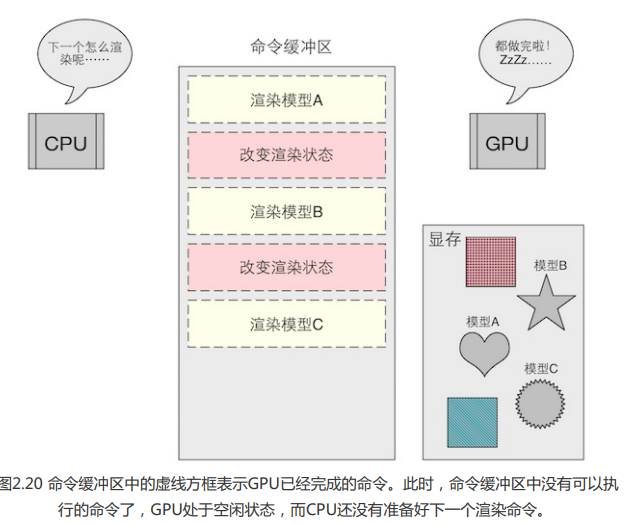 下一个怎么渲
染呢……
命令缓冲区
都做完啦！
ZzZz……
CPU
渲染模型A
改变渲染状态
渲染模型B
改变渲染状态
渲染模型C
GPU
显存
模型B
模型A
模型C
图2.20 命令缓冲区中的虚线方框表示GPU已经完成的命令。此时，命令缓冲区中没有可以执
行的命令了，GPU处于空闲状态，而CPU还没有准备好下一个渲染命令。